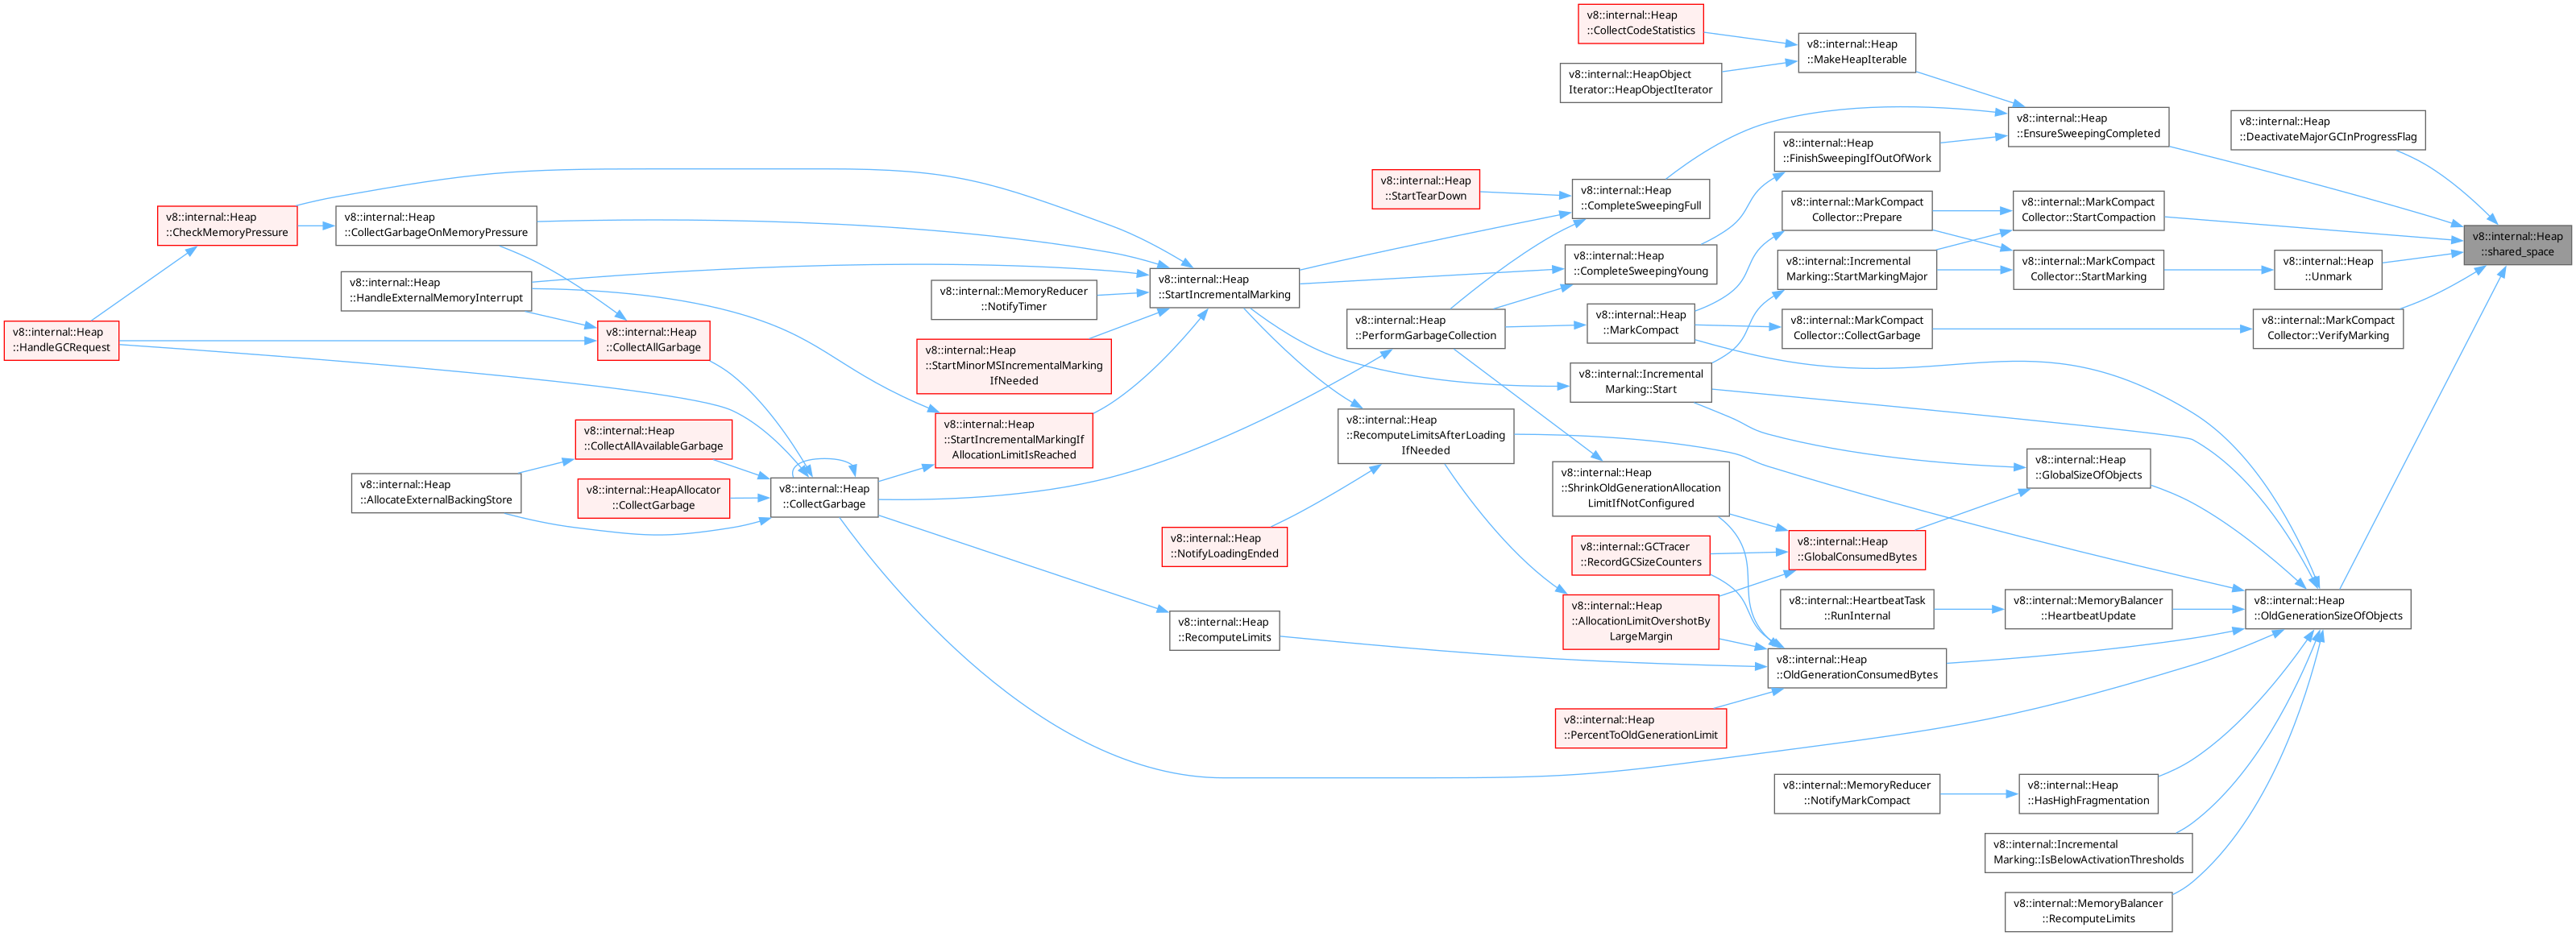 v8::internal::Heap
::CollectCodeStatistics
v8::internal::HeapObject
Iterator::HeapObjectIterator
v8::internal::Heap
::MakeHeapIterable
v8::internal::Heap
::EnsureSweepingCompleted
v8::internal::Heap
::DeactivateMajorGCInProgressFlag
v8::internal::Heap
::FinishSweepingIfOutOfWork
v8::internal::Heap
::StartTearDown
v8::internal::Heap
::CompleteSweepingFull
v8::internal::MarkCompact
Collector::Prepare
v8::internal::MarkCompact
Collector::StartCompaction
v8::internal::Heap
::shared_space
v8::internal::Heap
::CheckMemoryPressure
v8::internal::Heap
::CollectGarbageOnMemoryPressure
v8::internal::Heap
::HandleExternalMemoryInterrupt
v8::internal::Heap
::HandleGCRequest
v8::internal::Heap
::CollectAllGarbage
v8::internal::MemoryReducer
::NotifyTimer
v8::internal::Heap
::StartIncrementalMarking
v8::internal::Heap
::CompleteSweepingYoung
v8::internal::Incremental
Marking::StartMarkingMajor
v8::internal::MarkCompact
Collector::StartMarking
v8::internal::Heap
::Unmark
v8::internal::Heap
::StartMinorMSIncrementalMarking
IfNeeded
v8::internal::Heap
::PerformGarbageCollection
v8::internal::Heap
::MarkCompact
v8::internal::MarkCompact
Collector::CollectGarbage
v8::internal::MarkCompact
Collector::VerifyMarking
v8::internal::Incremental
Marking::Start
v8::internal::Heap
::StartIncrementalMarkingIf
AllocationLimitIsReached
v8::internal::Heap
::RecomputeLimitsAfterLoading
IfNeeded
v8::internal::Heap
::CollectAllAvailableGarbage
v8::internal::Heap
::AllocateExternalBackingStore
v8::internal::HeapAllocator
::CollectGarbage
v8::internal::Heap
::CollectGarbage
v8::internal::Heap
::ShrinkOldGenerationAllocation
LimitIfNotConfigured
v8::internal::Heap
::GlobalSizeOfObjects
v8::internal::Heap
::NotifyLoadingEnded
v8::internal::GCTracer
::RecordGCSizeCounters
v8::internal::Heap
::GlobalConsumedBytes
v8::internal::Heap
::AllocationLimitOvershotBy
LargeMargin
v8::internal::HeartbeatTask
::RunInternal
v8::internal::MemoryBalancer
::HeartbeatUpdate
v8::internal::Heap
::OldGenerationSizeOfObjects
v8::internal::Heap
::RecomputeLimits
v8::internal::Heap
::OldGenerationConsumedBytes
v8::internal::Heap
::PercentToOldGenerationLimit
v8::internal::MemoryReducer
::NotifyMarkCompact
v8::internal::Heap
::HasHighFragmentation
v8::internal::Incremental
Marking::IsBelowActivationThresholds
v8::internal::MemoryBalancer
::RecomputeLimits